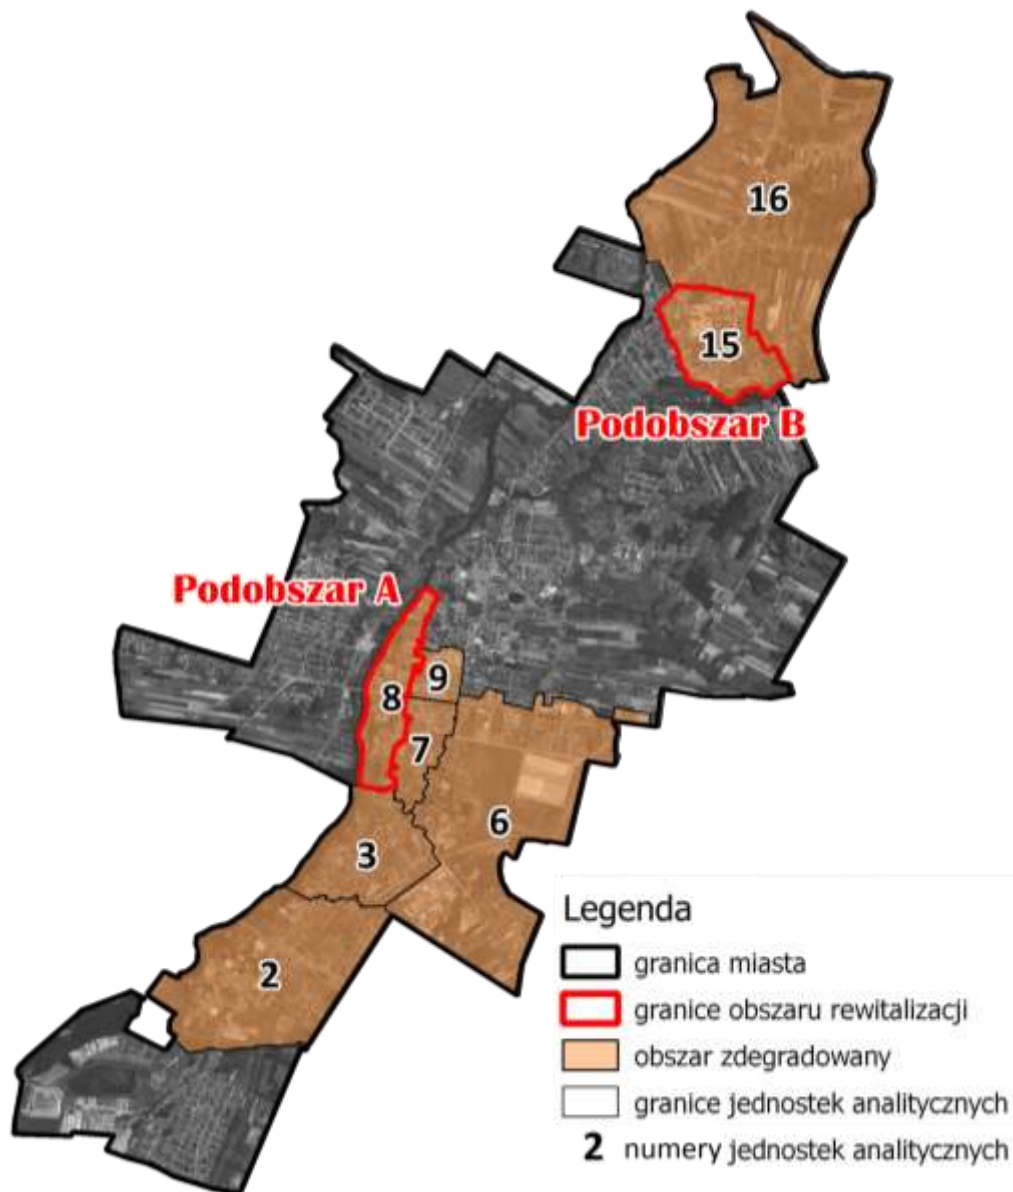 16
15
Podobszar B
Podobszar A
9
8
7
6
3
2
Legenda
granica miasta
granice obszaru rewitalizacji
obszar zdegradowany
granice jednostek analitycznych
2 numery jednostek analitycznych